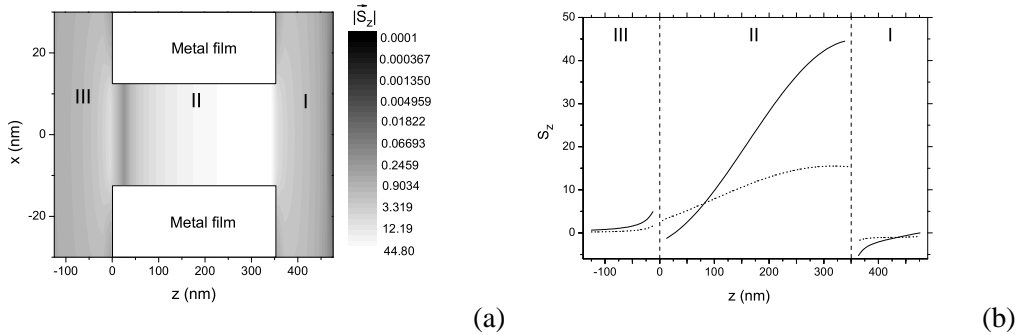 |S_z|
Metal film
III
II
I
Metal film
x (nm)
20
0
-20
-100
0
100
200
300
400
z (nm)
0.0001
0.000367
0.001350
0.004959
0.01822
0.06693
0.2459
0.9034
3.319
12.19
44.80
(a)
III
II
I
S_z
50
40
30
20
10
0
-100
0
100
200
300
400
z (nm)
(b)